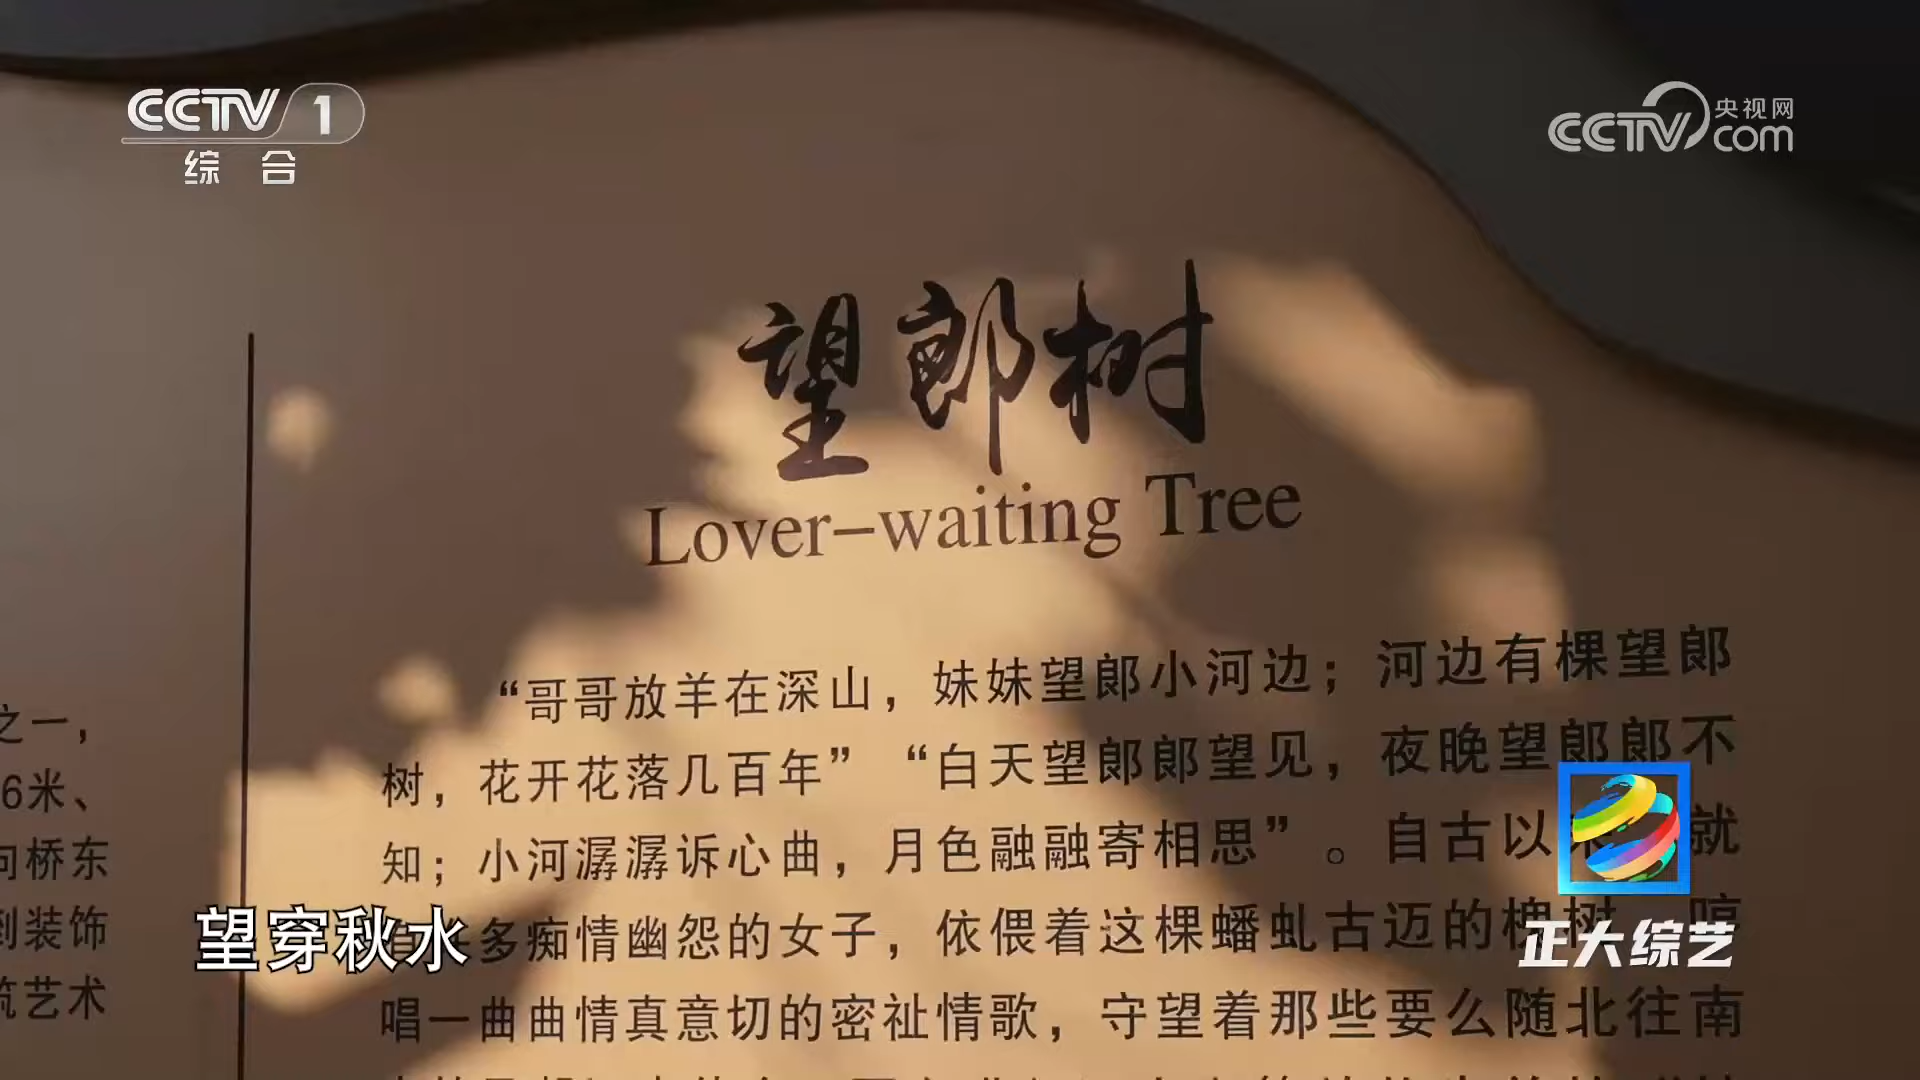 CCTV 1
综 合
央视网
CCTV com
望郎树
Lover-waiting Tree
“哥哥放羊在深山，妹妹望郎小河边；河边有棵望郎
树，花开花落几百年”“白天望郎郎望见，夜晚望郎郎不
知；小河潺潺诉心曲，月色融融寄相思”。自古以 就
多痴情幽怨的女子，依偎着这棵蟠虬古迈的槐树
唱一曲曲情真意切的密祉情歌，守望着那些要么随北往南
之一，
6米、
向桥东
到装饰
筑艺术
望穿秋水
正大综艺